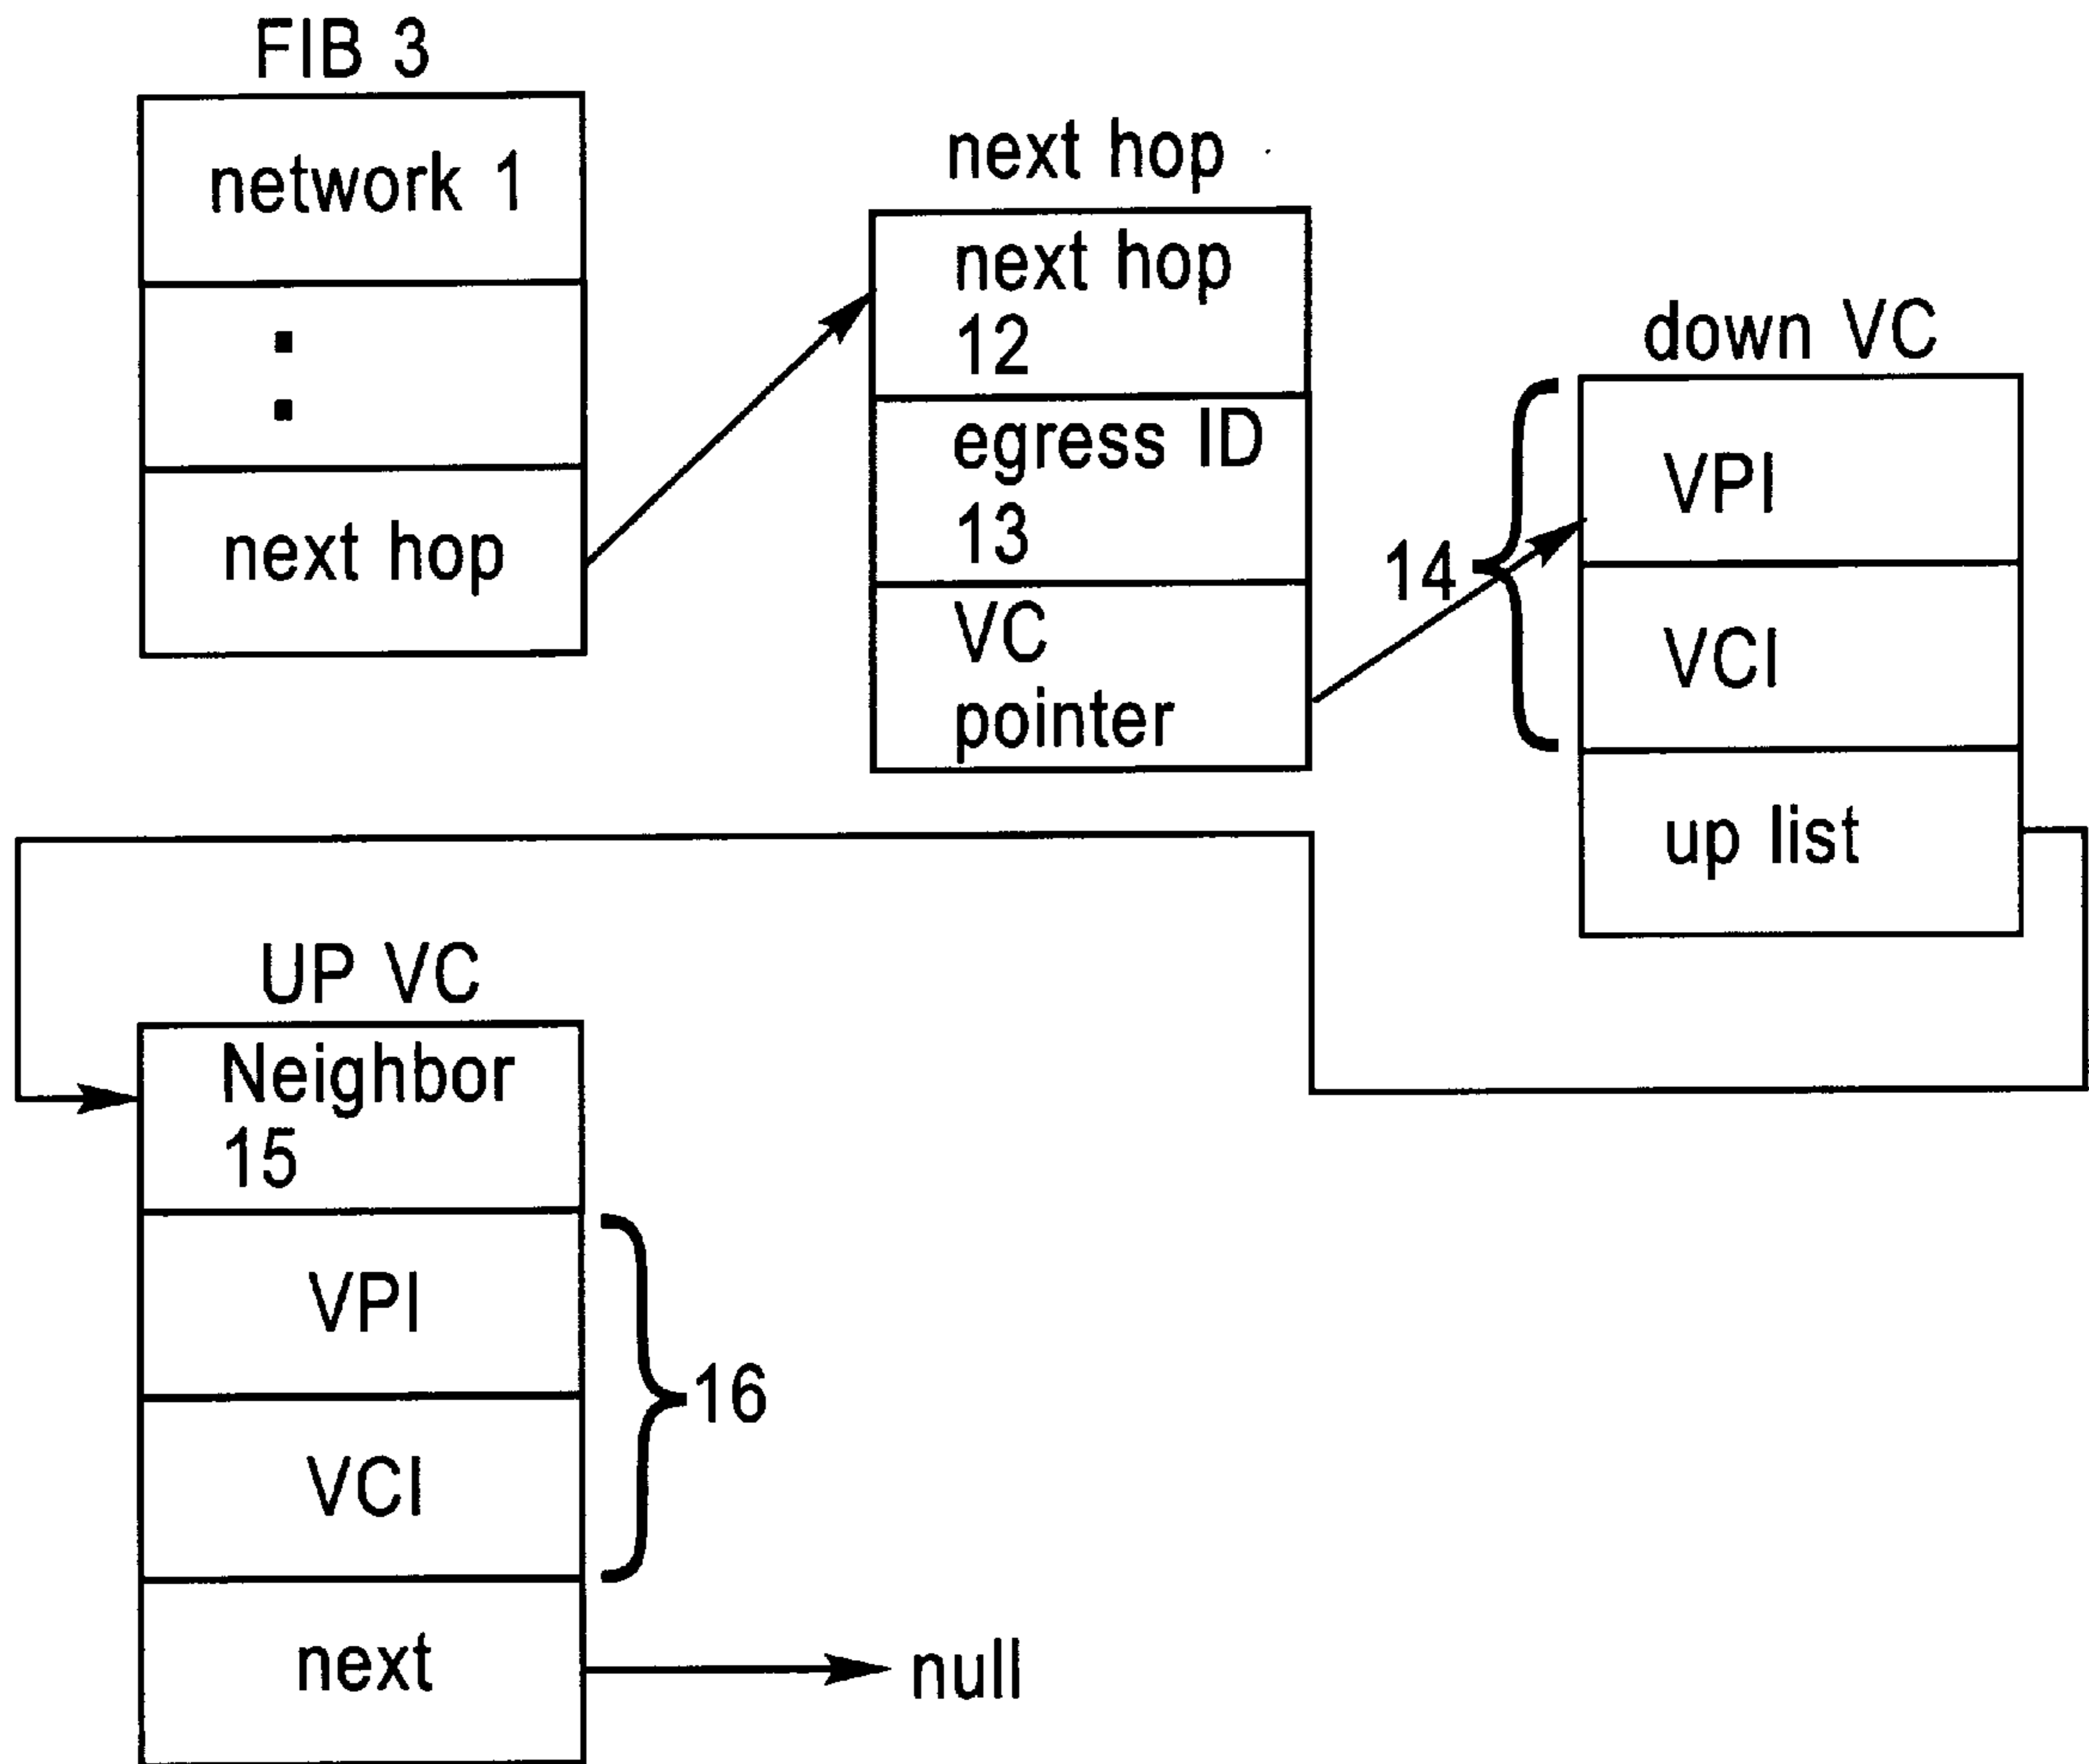 FIB 3
network 1
next hop
next hop
next hop
12
egress ID
13
VC
pointer
down VC
14
VPI
VCI
up list
UP VC
Neighbor
15
VPI
VCI
16
next
null